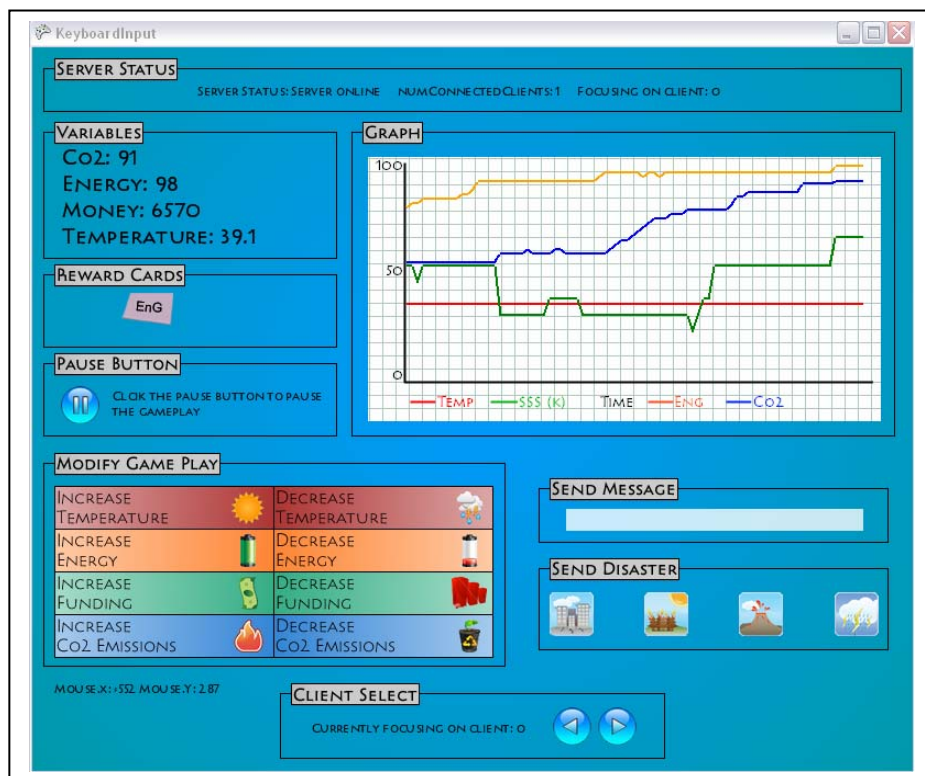 KeyboardInput
Server Status
Server Status: Server online numConnectedClients: 1 Focusing on client: 0
Variables
Co2: 91
Energy: 98
Money: 6570
Temperature: 39.1
Graph
100
50
0
Temp SSS (k) Time Eng Co2
Reward Cards
EnG
Pause Button
Clcik the pause button to pause
the gameplay
Modify Game Play
Increase
Temperature
Decrease
Temperature
Increase
Energy
Decrease
Energy
Increase
Funding
Decrease
Funding
Increase
Co2 Emissions
Decrease
Co2 Emissions
Send Message
Send Disaster
Mouse.X: -552 Mouse.Y: 287
Client Select
Currently focusing on client: 0